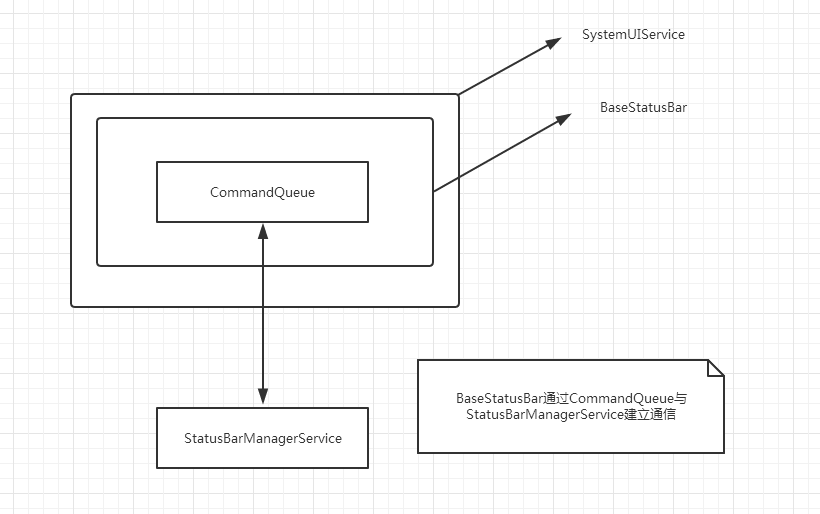 SystemUIService
BaseStatusBar
CommandQueue
StatusBarManagerService
BaseStatusBar通过CommandQueue与
StatusBarManagerService建立通信